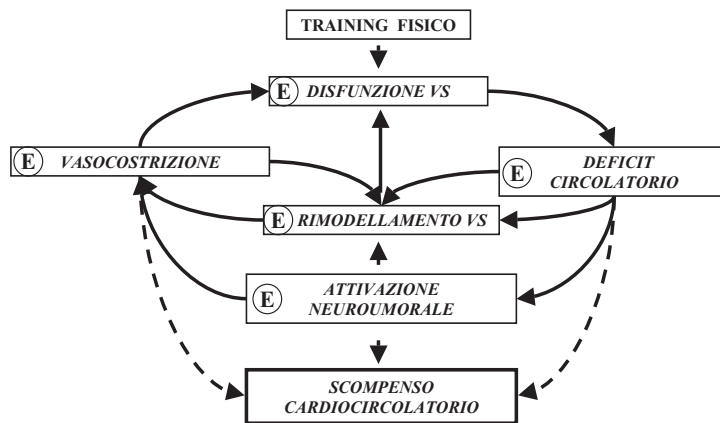 TRAINING FISICO
E DISFUNZIONE VS
E VASOCOSTRIZIONE
E DEFICIT
CIRCOLATORIO
E RIMODELLAMENTO VS
E ATTIVAZIONE
NEUROUMORALE
SCOMPENSO
CARDIOCIRCOLATORIO